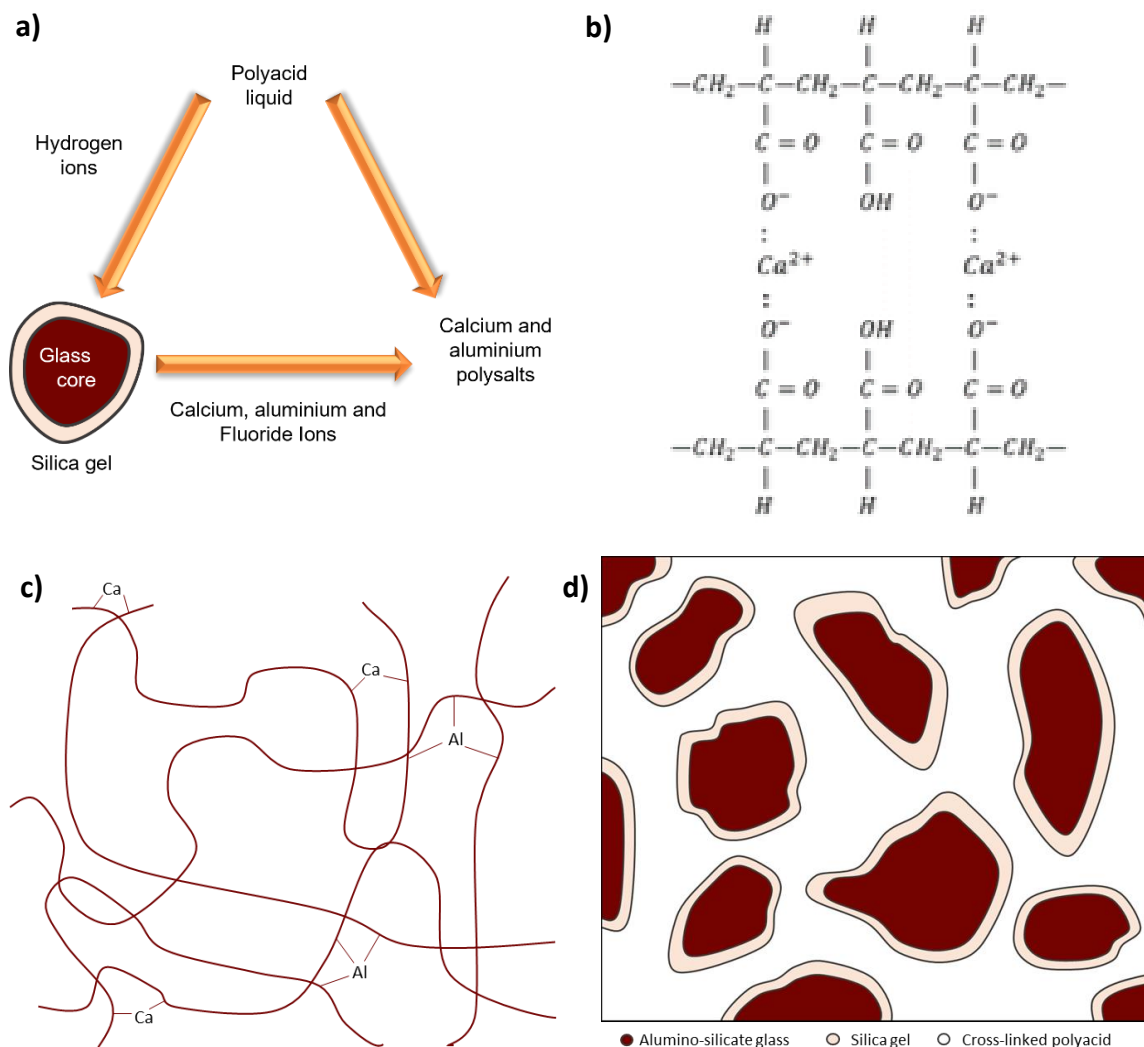 a)
Polyacid
liquid
Hydrogen
ions
Glass
core
Silica gel
Calcium, aluminium and
Fluoride Ions
Calcium and
aluminium
polysalts
b)
H H H
| | |
—CH₂—C—CH₂—C—CH₂—C—CH₂—
| | |
C = O C = O C = O
| | |
O⁻ OH O⁻
: :
Ca²⁺ Ca²⁺
: :
O⁻ OH O⁻
| | |
C = O C = O C = O
| | |
—CH₂—C—CH₂—C—CH₂—C—CH₂—
| | |
H H H
c)
Ca
Ca
Al
Al
Ca
d)
Alumino-silicate glass
Silica gel
Cross-linked polyacid